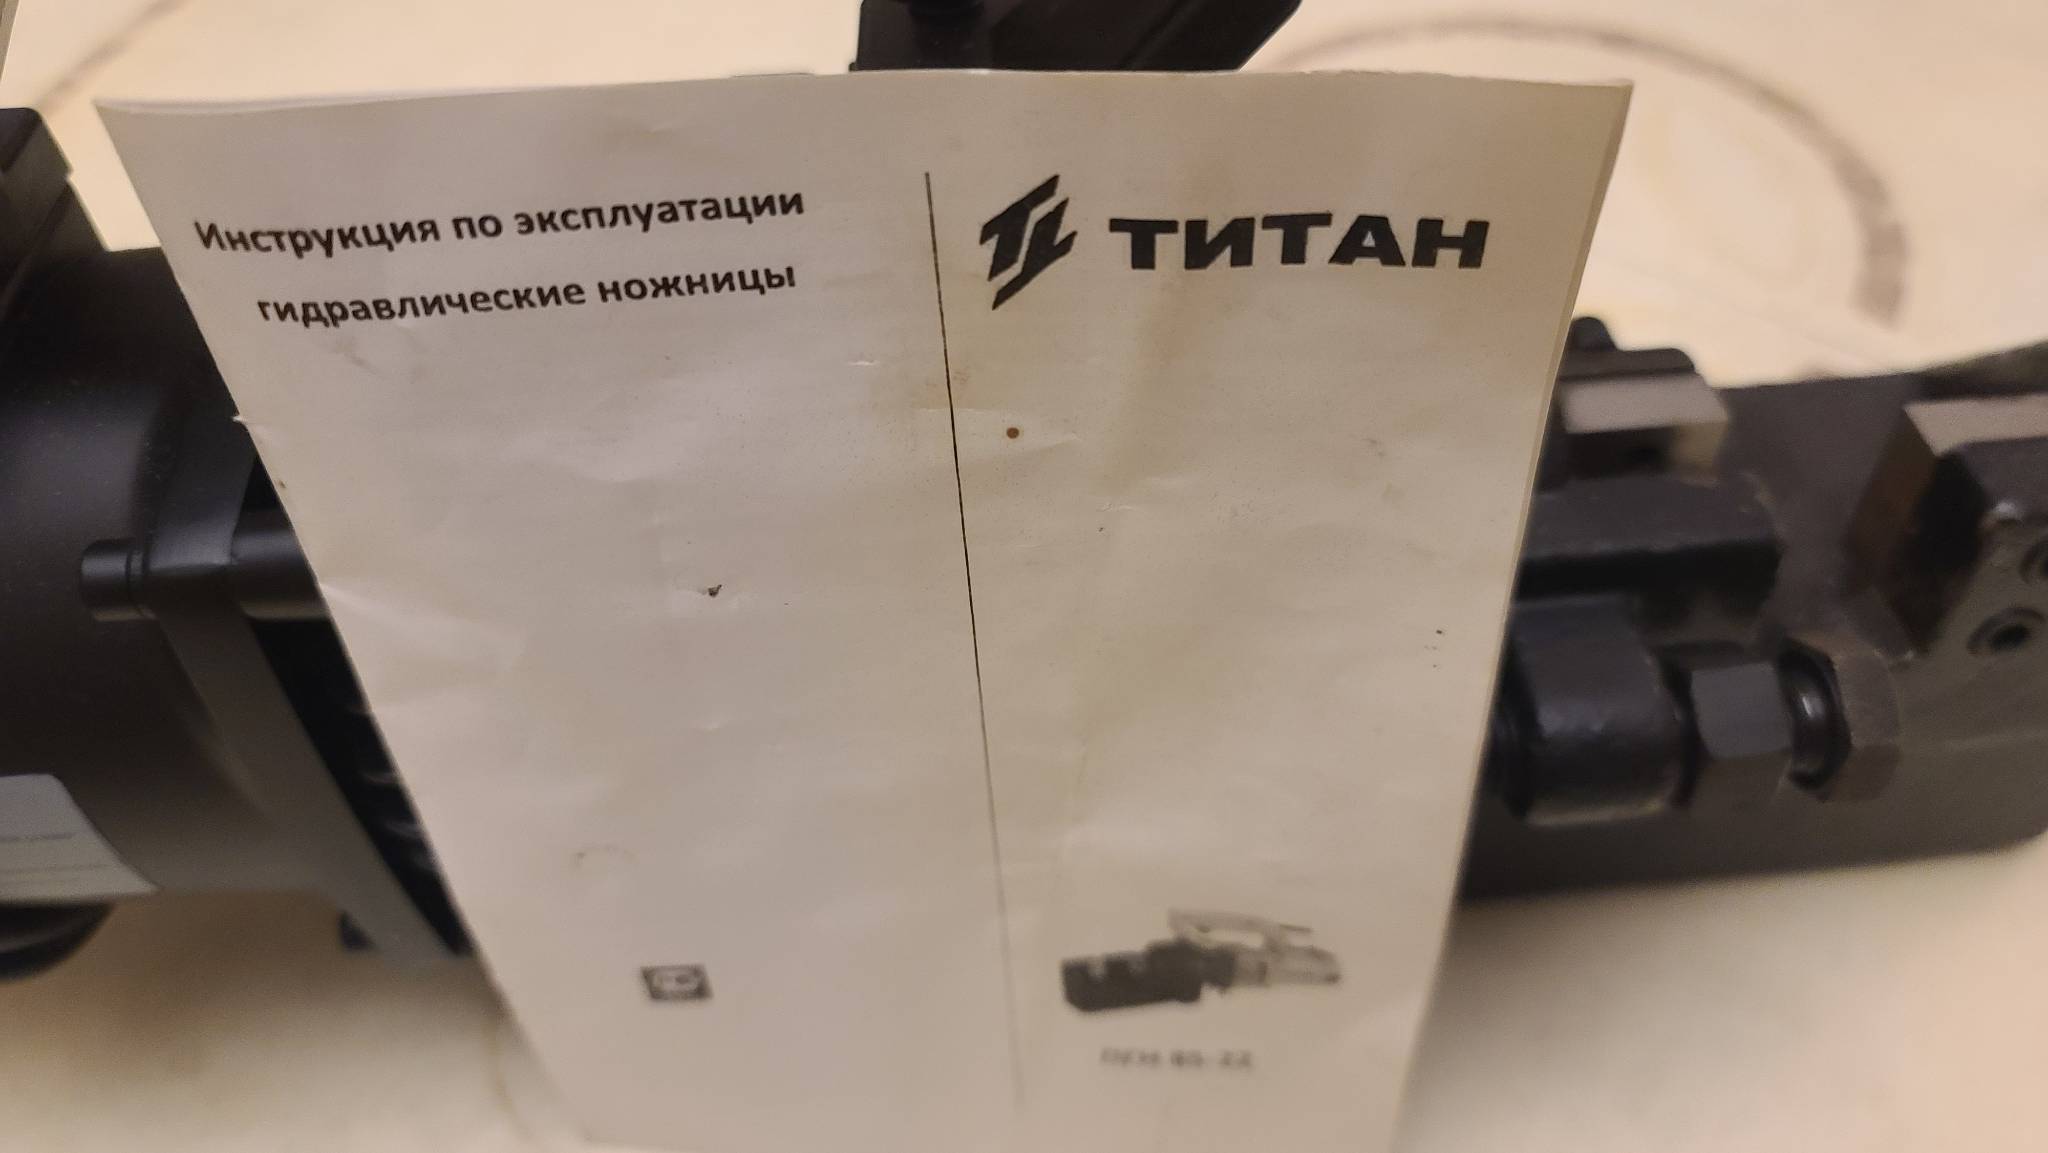 Инструкция по эксплуатации
гидравлические ножницы
ТИТАН